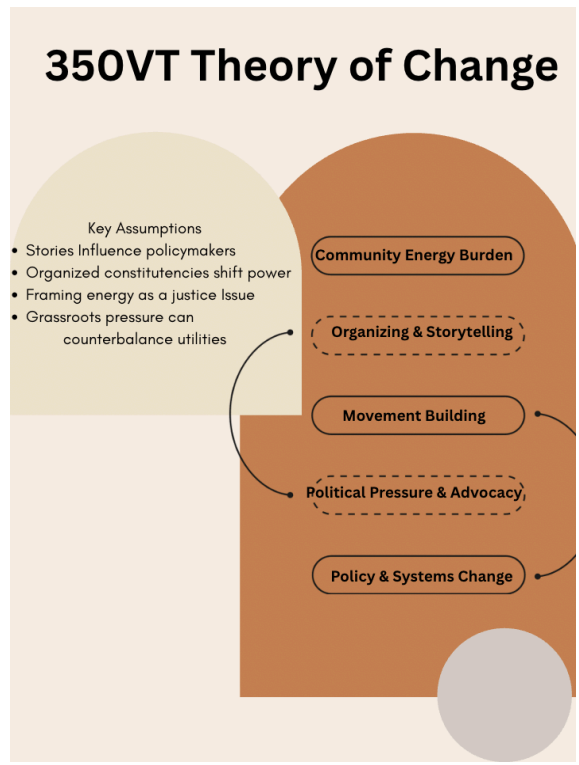 350VT Theory of Change
Key Assumptions
• Stories Influence policymakers
• Organized constitutencies shift power
• Framing energy as a justice Issue
• Grassroots pressure can
counterbalance utilities
Community Energy Burden
Organizing & Storytelling
Movement Building
Political Pressure & Advocacy
Policy & Systems Change